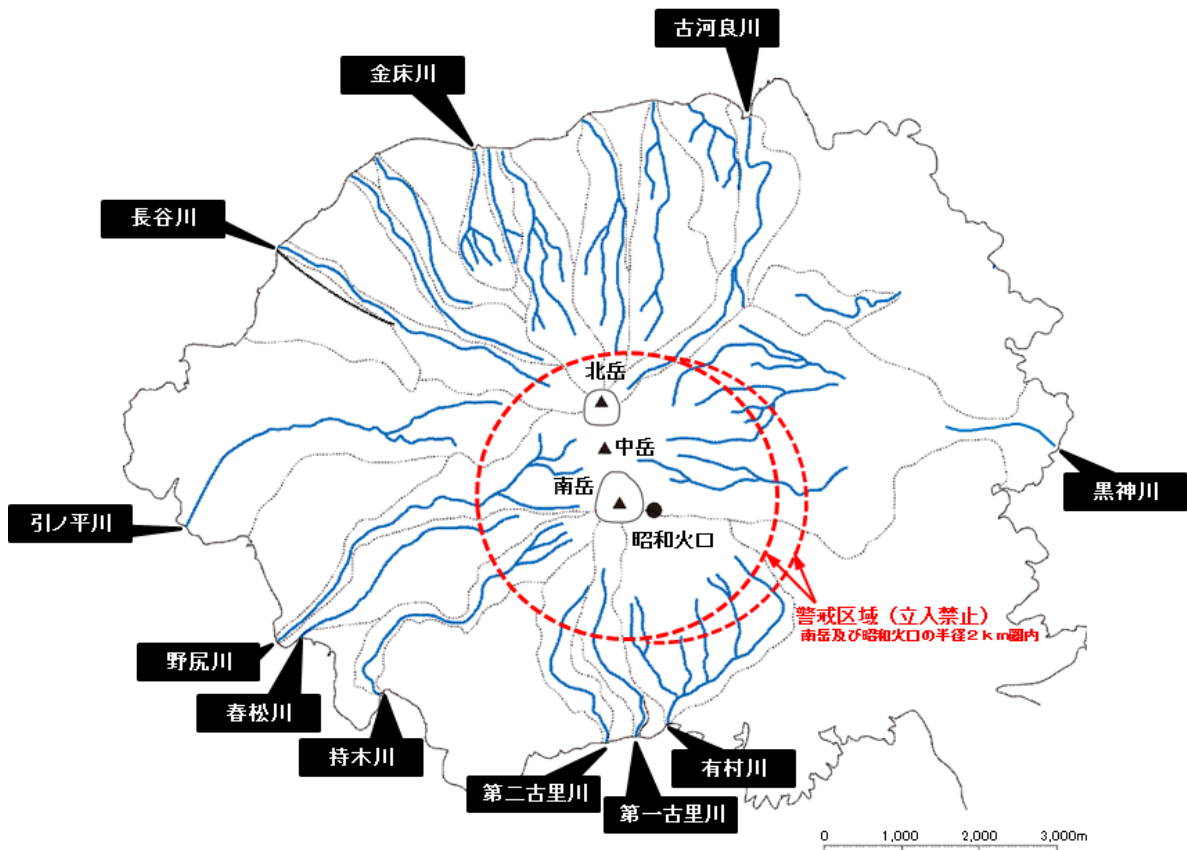 古河良川
金床川
長谷川
北岳
中岳
南岳
昭和火口
黒神川
引ノ平川
警戒区域（立入禁止）
南岳及び昭和火口の半径２ｋｍ圏内
野尻川
春松川
持木川
有村川
第二古里川
第一古里川
0 1,000 2,000 3,000m